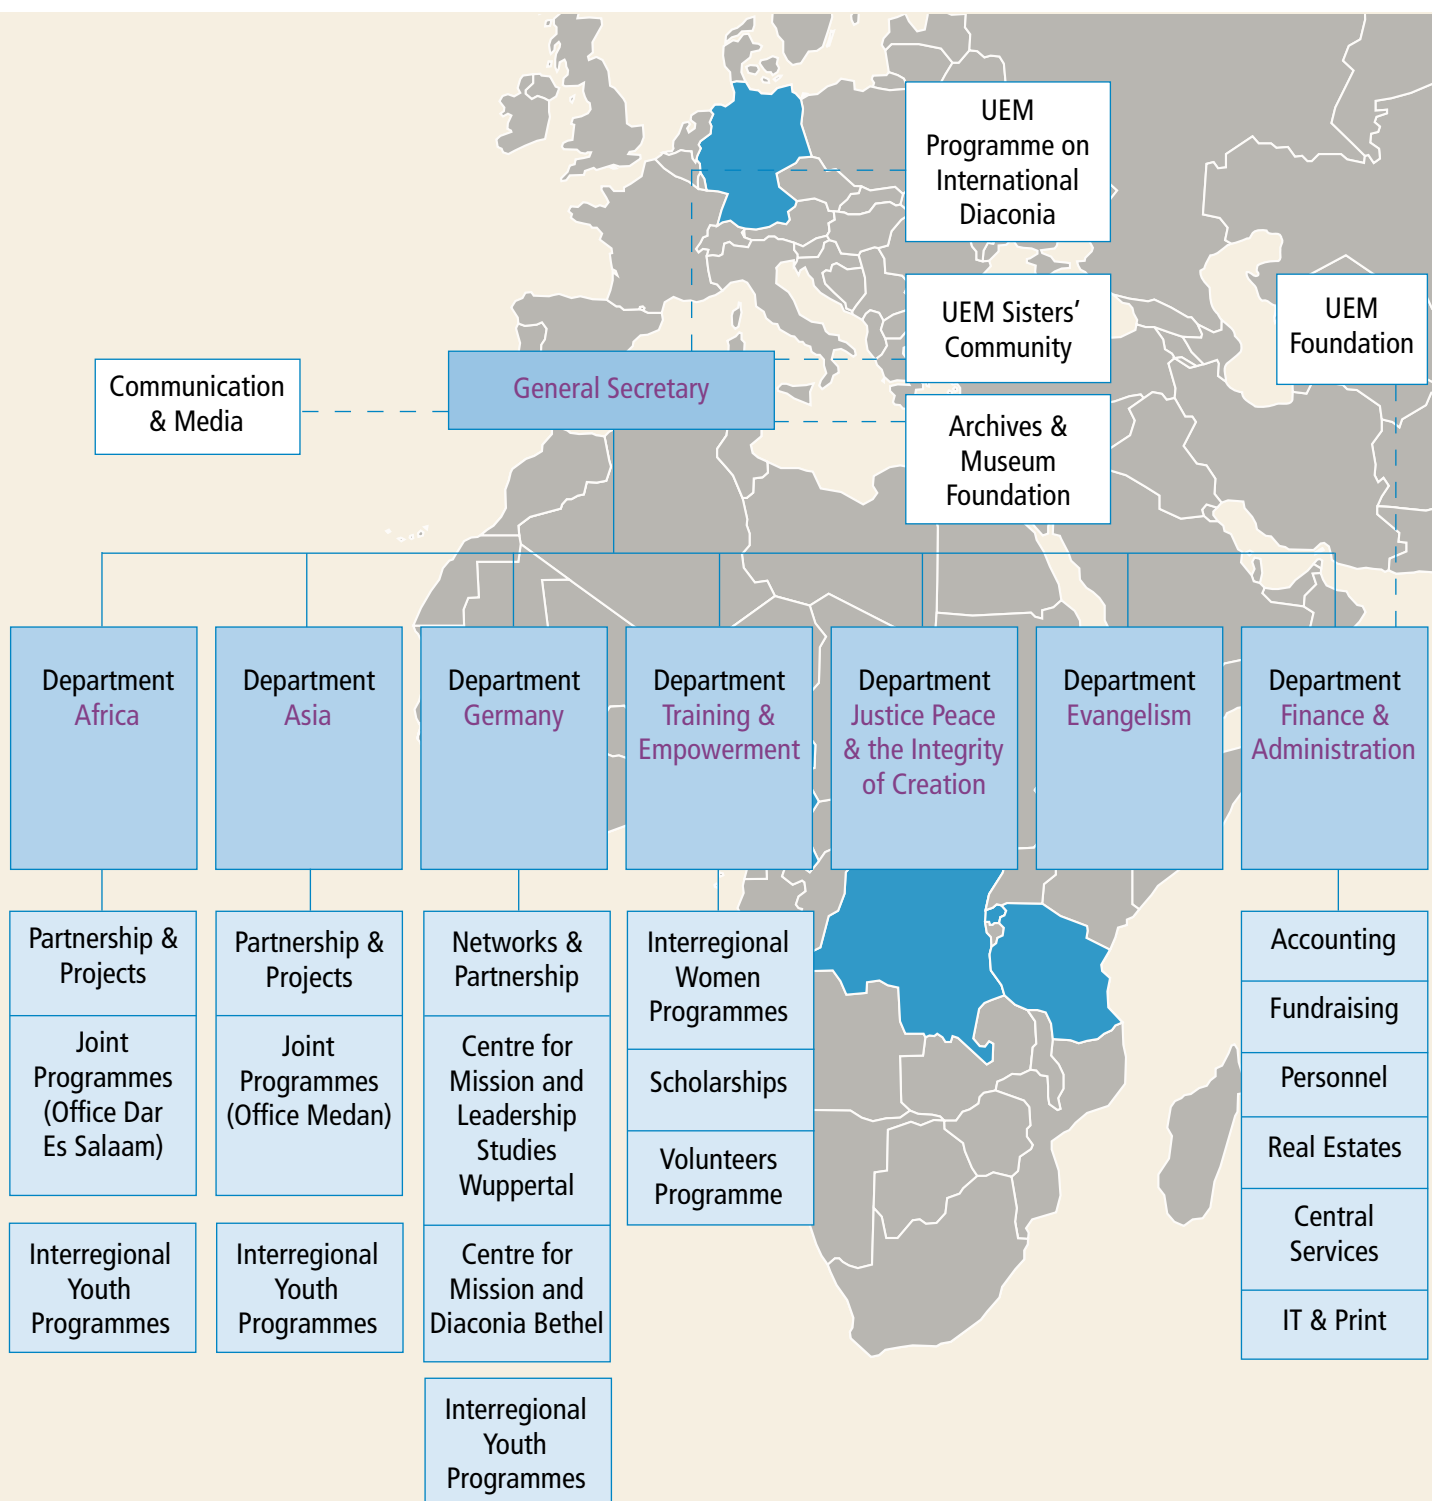 UEM
Programme on
International
Diaconia
UEM Sisters’
Community
UEM
Foundation
Communication
& Media
General Secretary
Archives &
Museum
Foundation
Department
Africa
Department
Asia
Department
Germany
Department
Training &
Empowerment
Department
Justice Peace
& the Integrity
of Creation
Department
Evangelism
Department
Finance &
Administration
Partnership &
Projects
Joint
Programmes
(Office Dar
Es Salaam)
Interregional
Youth
Programmes
Partnership &
Projects
Joint
Programmes
(Office Medan)
Interregional
Youth
Programmes
Networks &
Partnership
Centre for
Mission and
Leadership
Studies
Wuppertal
Centre for
Mission and
Diaconia Bethel
Interregional
Youth
Programmes
Interregional
Women
Programmes
Scholarships
Volunteers
Programme
Accounting
Fundraising
Personnel
Real Estates
Central
Services
IT & Print